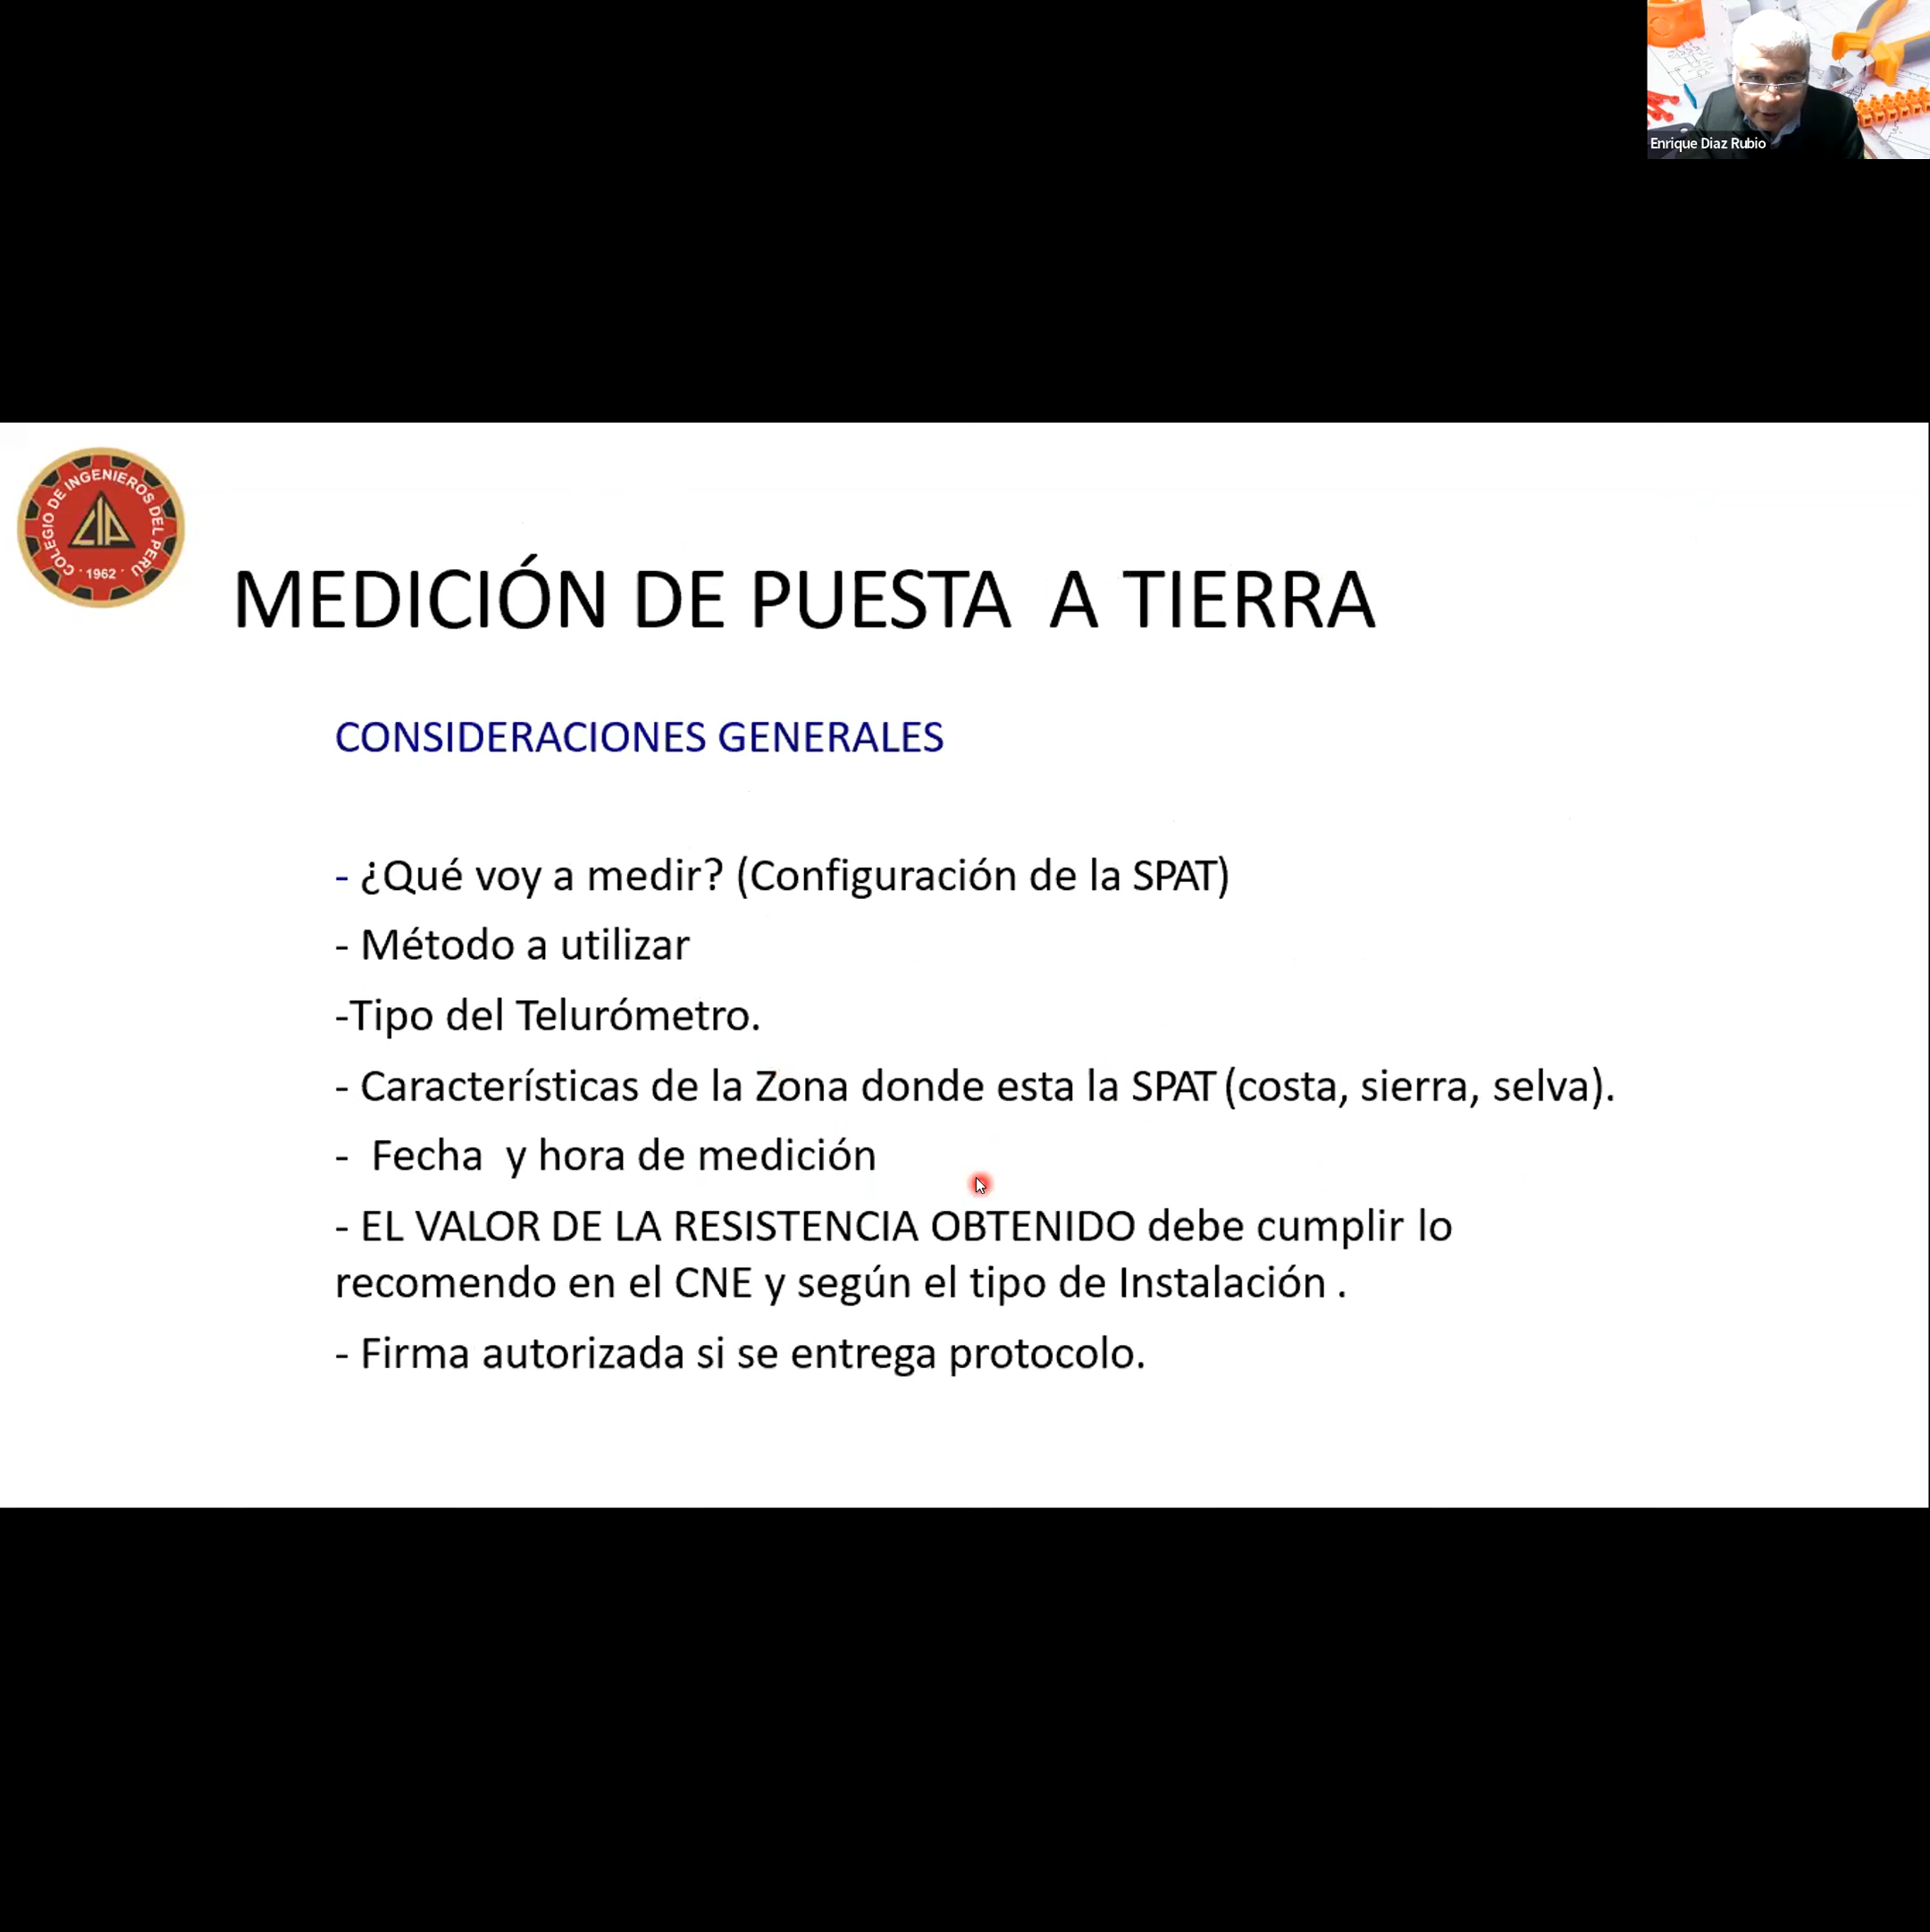 Enrique Diaz Rubio
COLEGIO DE INGENIEROS DEL PERU
CIP
· 1962 ·
MEDICIÓN DE PUESTA A TIERRA
CONSIDERACIONES GENERALES
- ¿Qué voy a medir? (Configuración de la SPAT)
- Método a utilizar
-Tipo del Telurómetro.
- Características de la Zona donde esta la SPAT (costa, sierra, selva).
- Fecha y hora de medición
- EL VALOR DE LA RESISTENCIA OBTENIDO debe cumplir lo
recomendo en el CNE y según el tipo de Instalación .
- Firma autorizada si se entrega protocolo.